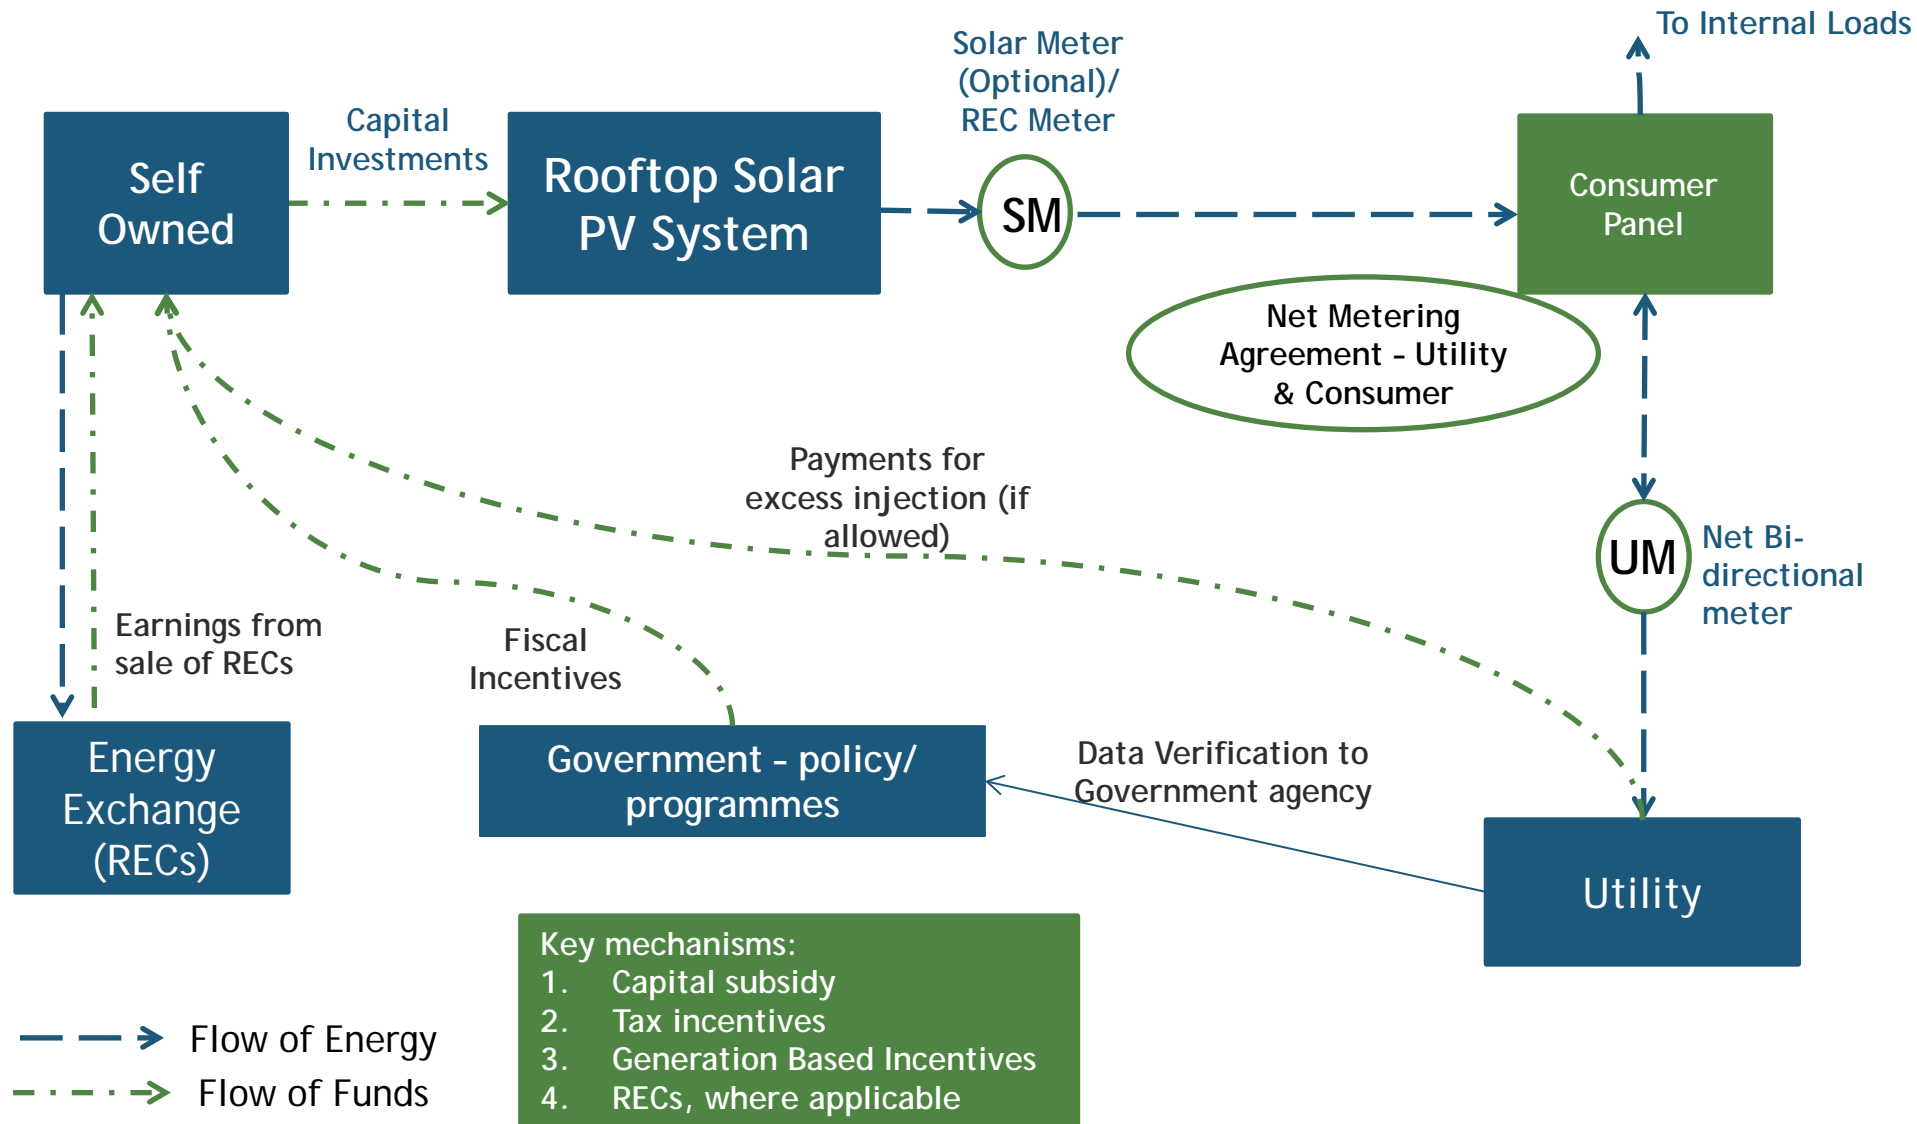 To Internal Loads
Solar Meter
(Optional)/
REC Meter
Capital
Investments
Self
Owned
Rooftop Solar
PV System
SM
Consumer
Panel
Net Metering
Agreement - Utility
& Consumer
Payments for
excess injection (if
allowed)
UM
Net Bi-
directional
meter
Earnings from
sale of RECs
Fiscal
Incentives
Energy
Exchange
(RECs)
Government - policy/
programmes
Data Verification to
Government agency
Utility
Key mechanisms:
1. Capital subsidy
2. Tax incentives
3. Generation Based Incentives
4. RECs, where applicable
Flow of Energy
Flow of Funds